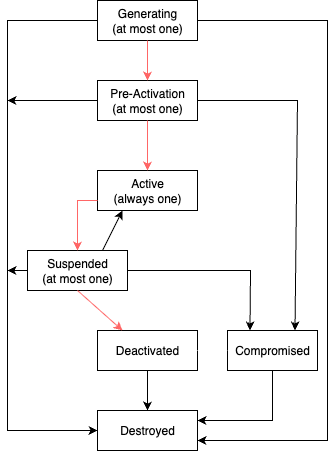 Generating
(at most one)
Pre-Activation
(at most one)
Active
(always one)
Suspended
(at most one)
Deactivated
Compromised
Destroyed